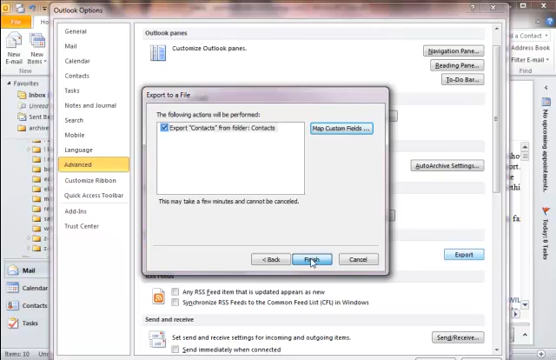 Outlook Options
File
New E-mail
New Items
Favorites
Inbox
Unread
Sent
archive
Mail
Calendar
Contacts
Tasks
General
Mail
Calendar
Contacts
Tasks
Notes and Journal
Search
Mobile
Language
Advanced
Customize Ribbon
Quick Access Toolbar
Add-Ins
Trust Center
Outlook panes
Customize Outlook panes.
Navigation Pane...
Reading Pane...
To-Do Bar...
AutoArchive Settings...
Export
Export to a File
The following actions will be performed:
Export "Contacts" from folder: Contacts
Map Custom Fields ...
This may take a few minutes and cannot be canceled.
< Back
Finish
Cancel
RSS Feeds
Any RSS Feed item that is updated appears as new
Synchronize RSS Feeds to the Common Feed List (CFL) in Windows
Send and receive
Set send and receive settings for incoming and outgoing items.
Send/Receive...
Send immediately when connected
a Contact
Address Book
Filter E-mail
No upcoming appointments.
Today: 0 Tasks
Items: 10